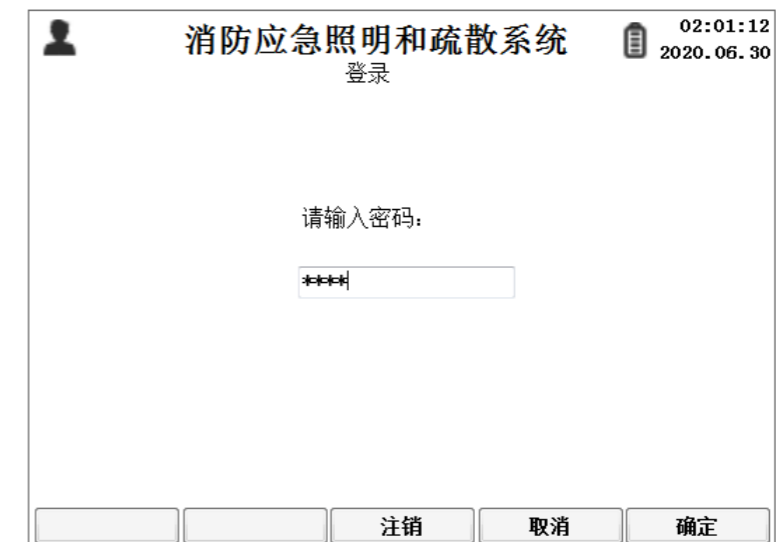 消防应急照明和疏散系统
02:01:12
2020.06.30
登录
请输入密码：
****
注销
取消
确定